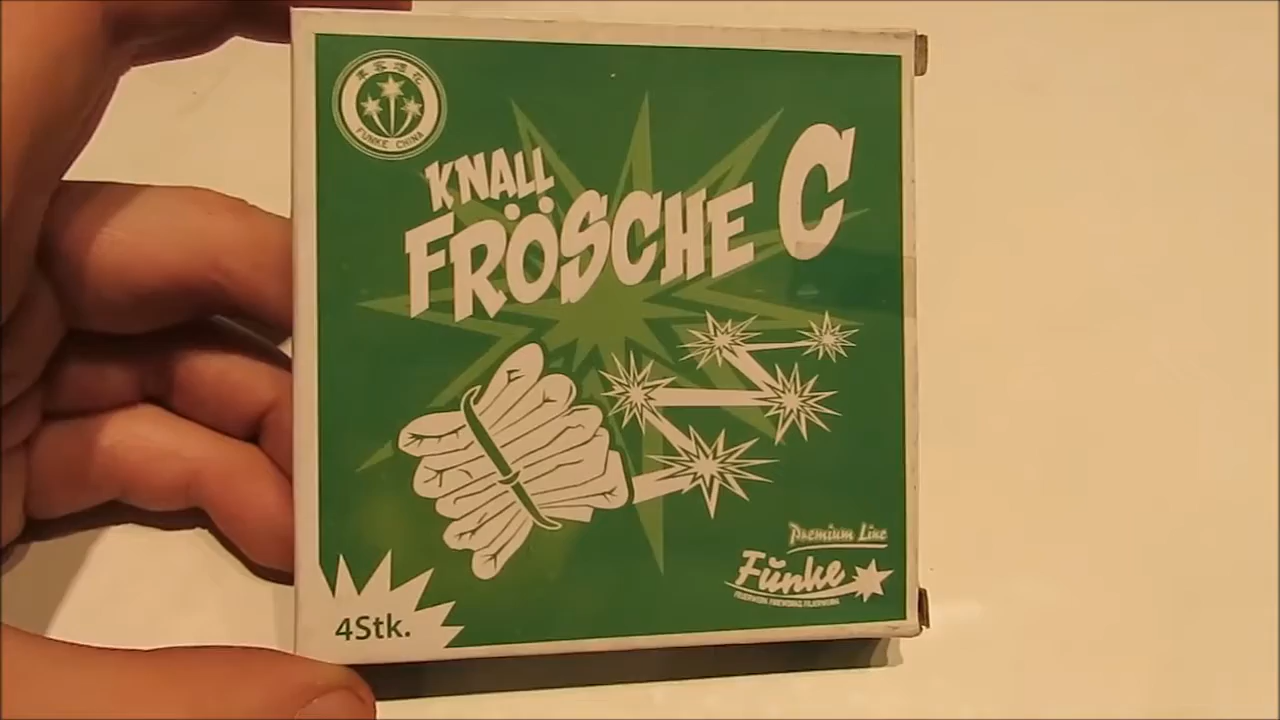 FUNKE CHINA
KNALL
FRÖSCHE C
Premium Line
Funke
4Stk.